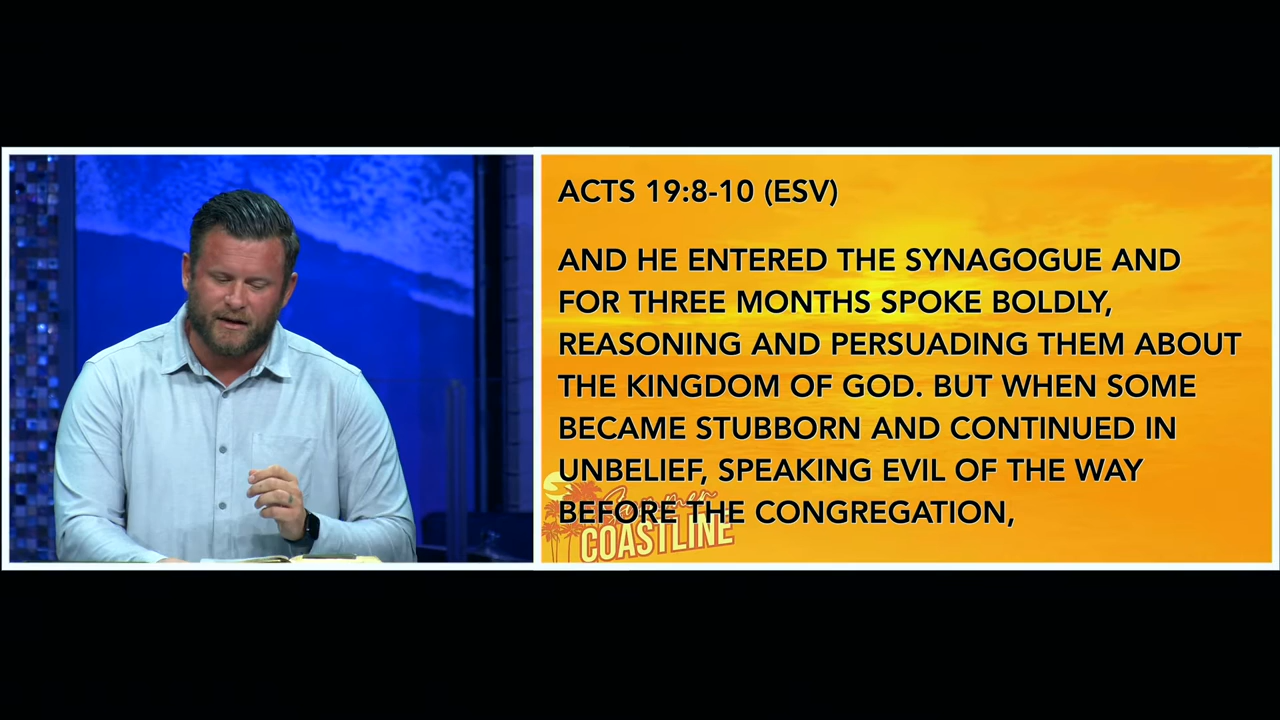 ACTS 19:8-10 (ESV)
AND HE ENTERED THE SYNAGOGUE AND
FOR THREE MONTHS SPOKE BOLDLY,
REASONING AND PERSUADING THEM ABOUT
THE KINGDOM OF GOD. BUT WHEN SOME
BECAME STUBBORN AND CONTINUED IN
UNBELIEF, SPEAKING EVIL OF THE WAY
BEFORE THE CONGREGATION,
Summer
COASTLINE